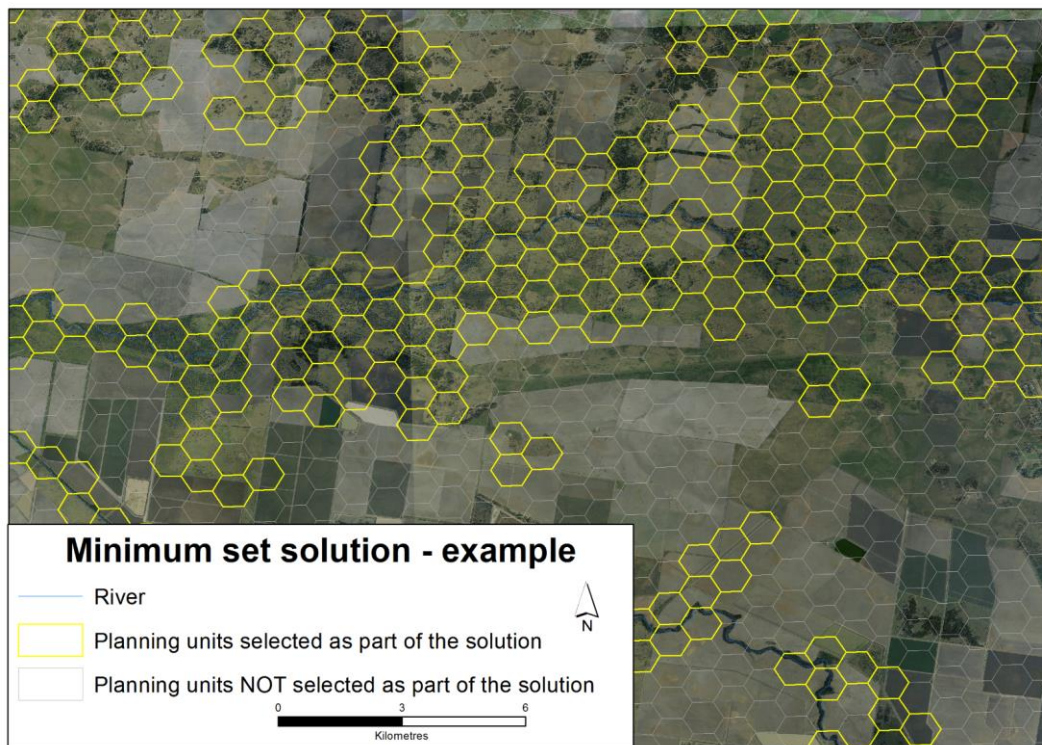 Minimum set solution - example
River
N
Planning units selected as part of the solution
Planning units NOT selected as part of the solution
0 3 6
Kilometres